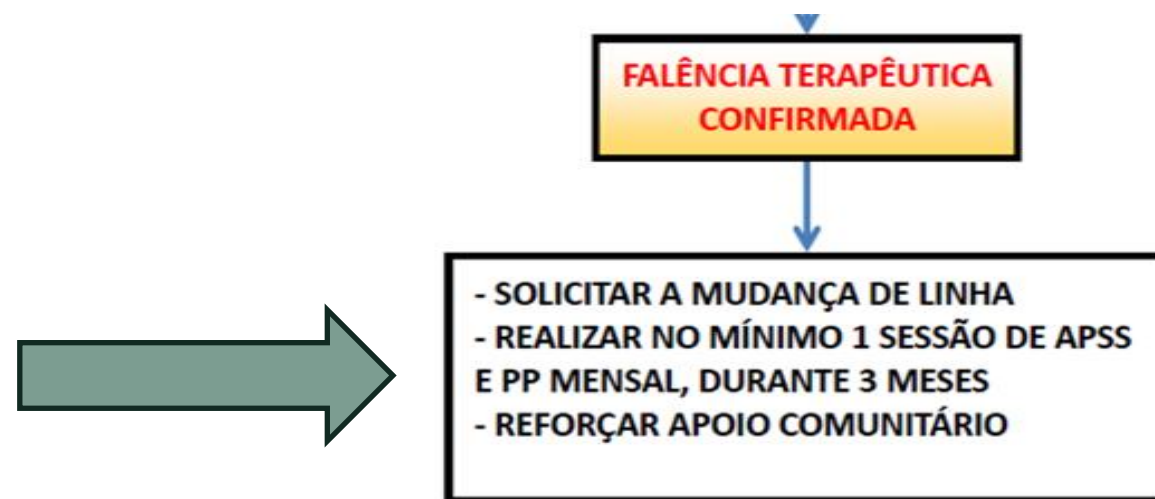 FALÊNCIA TERAPÊUTICA
CONFIRMADA
- SOLICITAR A MUDANÇA DE LINHA
- REALIZAR NO MÍNIMO 1 SESSÃO DE APSS
E PP MENSAL, DURANTE 3 MESES
- REFORÇAR APOIO COMUNITÁRIO